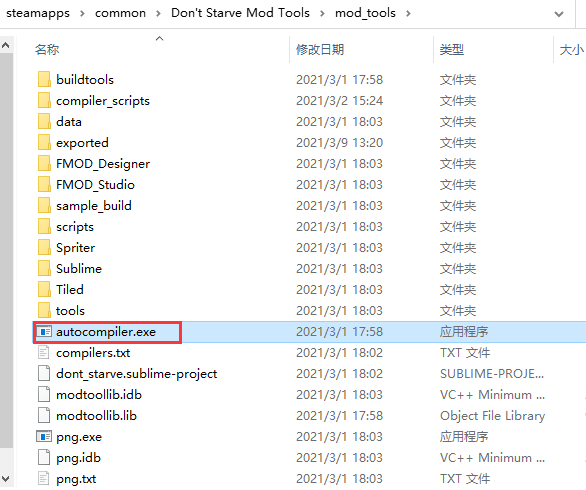 steamapps > common > Don't Starve Mod Tools > mod_tools >
名称 修改日期 类型 大小
buildtools 2021/3/1 17:58 文件夹
compiler_scripts 2021/3/2 15:24 文件夹
data 2021/3/1 18:03 文件夹
exported 2021/3/9 13:20 文件夹
FMOD_Designer 2021/3/1 18:03 文件夹
FMOD_Studio 2021/3/1 18:03 文件夹
sample_build 2021/3/1 18:03 文件夹
scripts 2021/3/1 18:03 文件夹
Spriter 2021/3/1 18:03 文件夹
Sublime 2021/3/1 18:03 文件夹
Tiled 2021/3/1 18:03 文件夹
tools 2021/3/1 18:03 文件夹
autocompiler.exe 2021/3/1 17:58 应用程序
compilers.txt 2021/3/1 18:02 TXT 文件
dont_starve.sublime-project 2021/3/1 18:02 SUBLIME-PROJE...
modtoollib.idb 2021/3/1 18:03 VC++ Minimum ...
modtoollib.lib 2021/3/1 17:58 Object File Library
png.exe 2021/3/1 18:03 应用程序
png.idb 2021/3/1 18:03 VC++ Minimum ...
png.txt 2021/3/1 18:03 TXT 文件